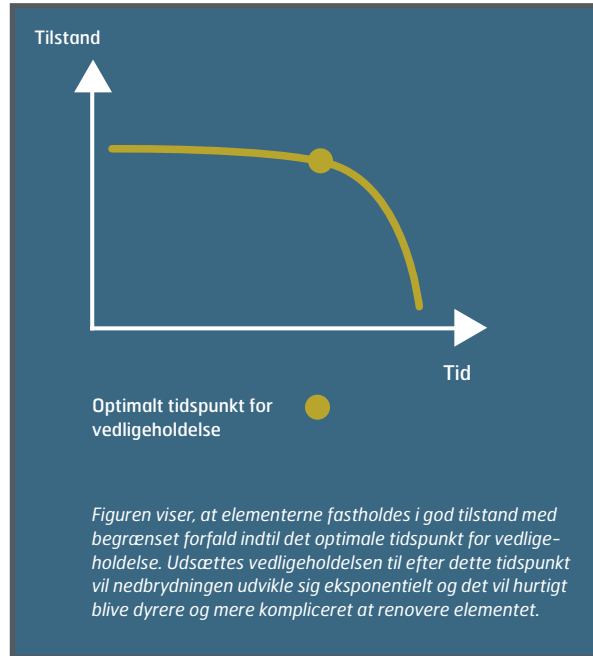 Tilstand
Tid
Optimalt tidspunkt for
vedligeholdelse
Figuren viser, at elementerne fastholdes i god tilstand med
begrænset forfald indtil det optimale tidspunkt for vedlige-
holdelse. Udsættes vedligeholdelsen til efter dette tidspunkt
vil nedbrydningen udvikle sig eksponentielt og det vil hurtigt
blive dyrere og mere kompliceret at renovere elementet.